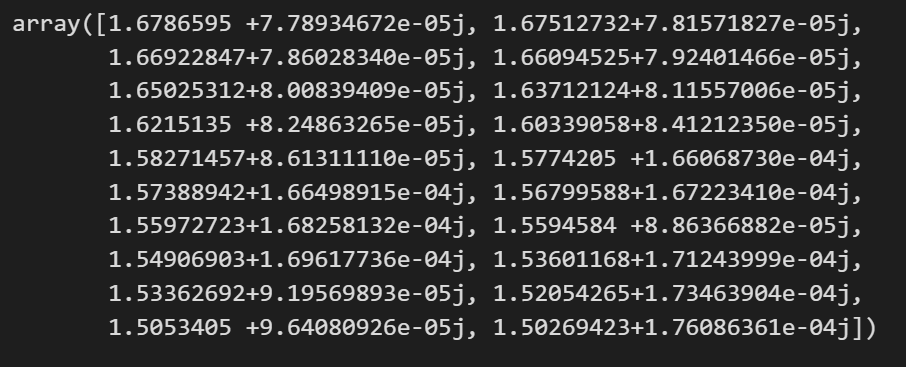 array([1.6786595 +7.78934672e-05j, 1.67512732+7.81571827e-05j,
       1.66922847+7.86028340e-05j, 1.66094525+7.92401466e-05j,
       1.65025312+8.00839409e-05j, 1.63712124+8.11557006e-05j,
       1.6215135 +8.24863265e-05j, 1.60339058+8.41212350e-05j,
       1.58271457+8.61311110e-05j, 1.5774205 +1.66068730e-04j,
       1.57388942+1.66498915e-04j, 1.56799588+1.67223410e-04j,
       1.55972723+1.68258132e-04j, 1.5594584 +8.86366882e-05j,
       1.54906903+1.69617736e-04j, 1.53601168+1.71243999e-04j,
       1.53362692+9.19569893e-05j, 1.52054265+1.73463904e-04j,
       1.5053405 +9.64080926e-05j, 1.50269423+1.76086361e-04j])